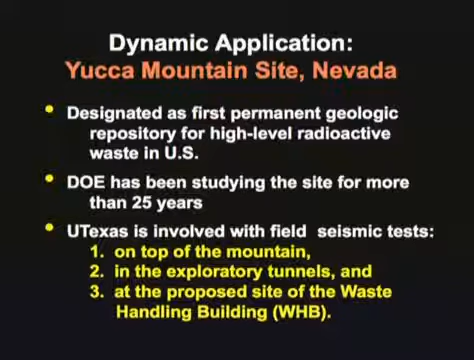 Dynamic Application:
Yucca Mountain Site, Nevada
• Designated as first permanent geologic
repository for high-level radioactive
waste in U.S.
• DOE has been studying the site for more
than 25 years
• UTexas is involved with field seismic tests:
1. on top of the mountain,
2. in the exploratory tunnels, and
3. at the proposed site of the Waste
Handling Building (WHB).